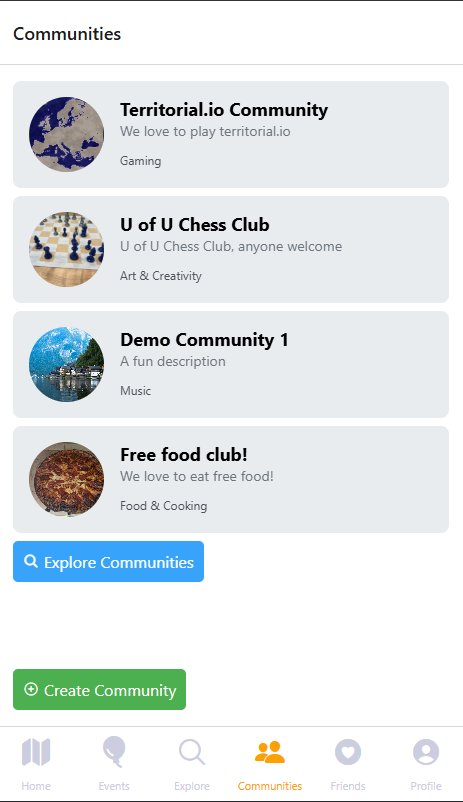 Communities
Territorial.io Community
We love to play territorial.io
Gaming
U of U Chess Club
U of U Chess Club, anyone welcome
Art & Creativity
Demo Community 1
A fun description
Music
Free food club!
We love to eat free food!
Food & Cooking
Explore Communities
Create Community
Home Events Explore Communities Friends Profile